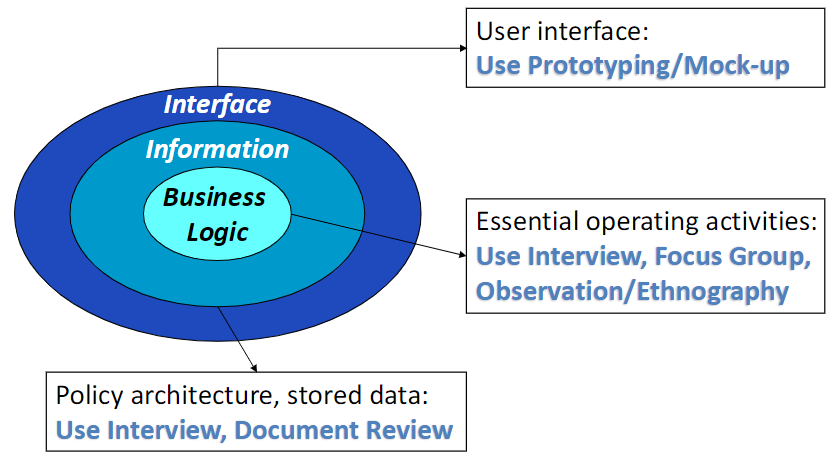 User interface:
Use Prototyping/Mock-up
Interface
Information
Business
Logic
Essential operating activities:
Use Interview, Focus Group,
Observation/Ethnography
Policy architecture, stored data:
Use Interview, Document Review